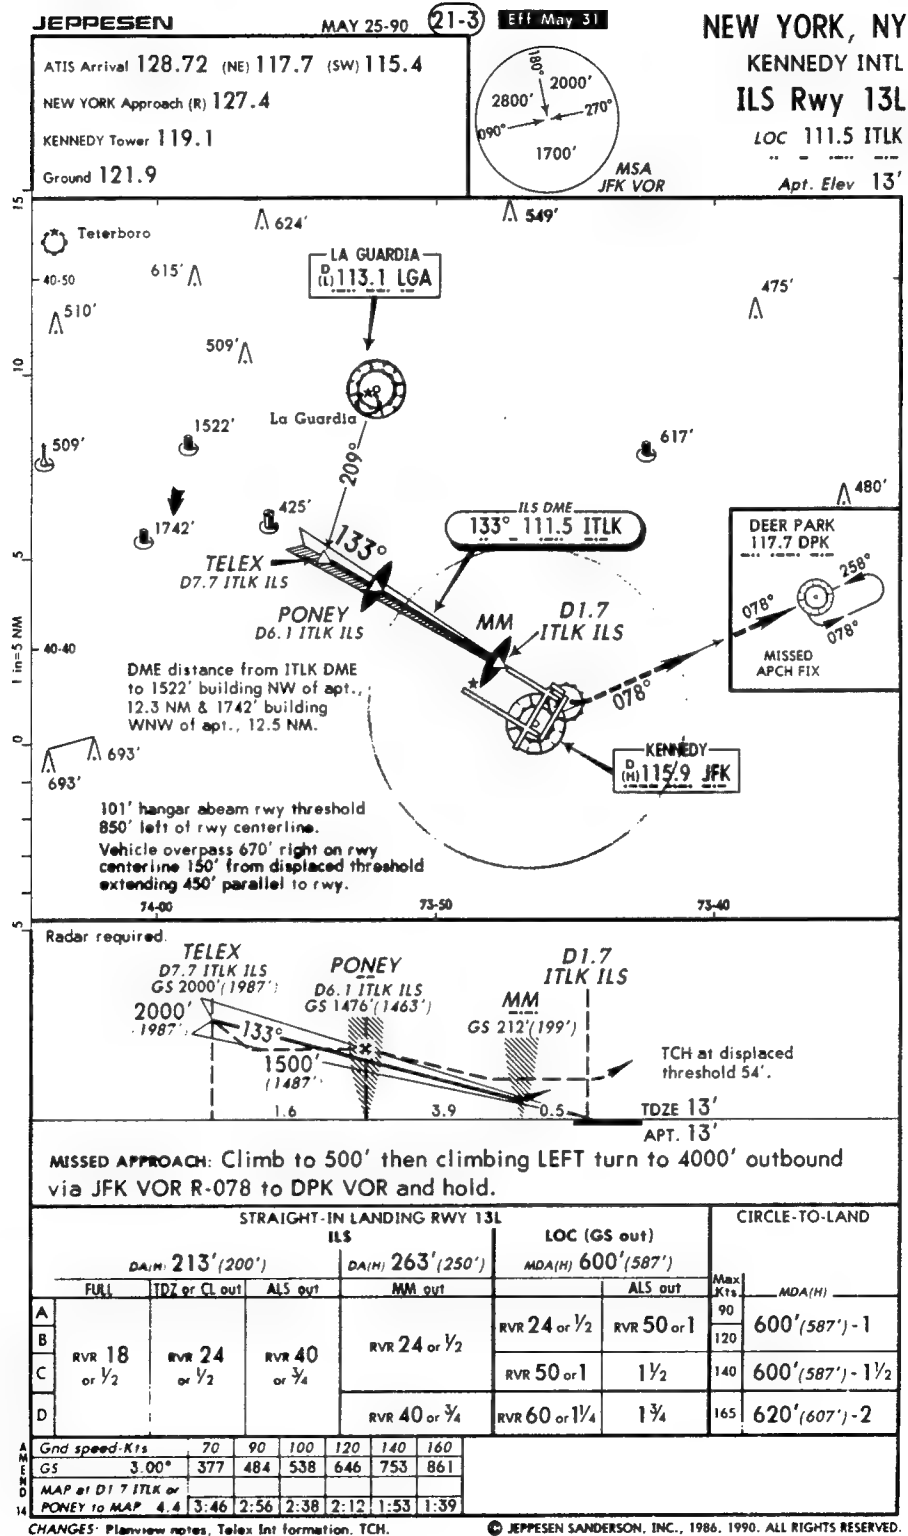 JEPPESEN MAY 25-90 21-3 Eff May 31
NEW YORK, NY
KENNEDY INTL
ILS Rwy 13L
LOC 111.5 ITLK
Apt. Elev 13'
ATIS Arrival 128.72 (NE) 117.7 (SW) 115.4
NEW YORK Approach (R) 127.4
KENNEDY Tower 119.1
Ground 121.9
180°
2000'
2800'
270°
090°
1700'
MSA
JFK VOR
15
Teterboro
624'
549'
LA GUARDIA
D
(L) 113.1 LGA
40-50
615'
510'
475'
509'
10
La Guardia
1522'
509'
617'
209°
480'
425'
1742'
ILS DME
133° 111.5 ITLK
DEER PARK
117.7 DPK
258°
078°
078°
MISSED
APCH FIX
5
133°
TELEX
D7.7 ITLK ILS
PONEY
D6.1 ITLK ILS
MM
D1.7
ITLK ILS
40-40
1 in=5 NM
078°
DME distance from ITLK DME
to 1522' building NW of apt.,
12.3 NM & 1742' building
WNW of apt., 12.5 NM.
0
693'
693'
KENNEDY
D
(H) 115.9 JFK
101' hangar abeam rwy threshold
850' left of rwy centerline.
Vehicle overpass 670' right on rwy
centerline 150' from displaced threshold
extending 450' parallel to rwy.
74-00
73-50
73-40
5
Radar required.
TELEX
D7.7 ITLK ILS
GS 2000'(1987')
2000'
(1987')
PONEY
D6.1 ITLK ILS
GS 1476'(1463')
D1.7
ITLK ILS
MM
GS 212'(199')
133°
1500'
(1487')
TCH at displaced
threshold 54'.
1.6
3.9
0.5
TDZE 13'
APT. 13'
MISSED APPROACH: Climb to 500' then climbing LEFT turn to 4000' outbound
via JFK VOR R-078 to DPK VOR and hold.
STRAIGHT-IN LANDING RWY 13L
CIRCLE-TO-LAND
ILS
LOC (GS out)
DA(H) 213'(200')
DA(H) 263'(250')
MDA(H) 600'(587')
FULL
TDZ or CL out
ALS out
MM out
ALS out
Max
Kts
MDA(H)
A
B
C
D
RVR 18
or 1/2
RVR 24
or 1/2
RVR 40
or 3/4
RVR 24 or 1/2
RVR 40 or 3/4
RVR 24 or 1/2
RVR 50 or 1
RVR 50 or 1
1 1/2
RVR 60 or 1 1/4
1 3/4
90
120
600'(587')-1
140
600'(587')-1 1/2
165
620'(607')-2
Gnd speed-Kts 70 90 100 120 140 160
GS 3.00° 377 484 538 646 753 861
MAP at D1.7 ITLK or
PONEY to MAP 4.4 3:46 2:56 2:38 2:12 1:53 1:39
AMEND
14
CHANGES: Planview notes, Telex Int formation, TCH.
© JEPPESEN SANDERSON, INC., 1986, 1990. ALL RIGHTS RESERVED.